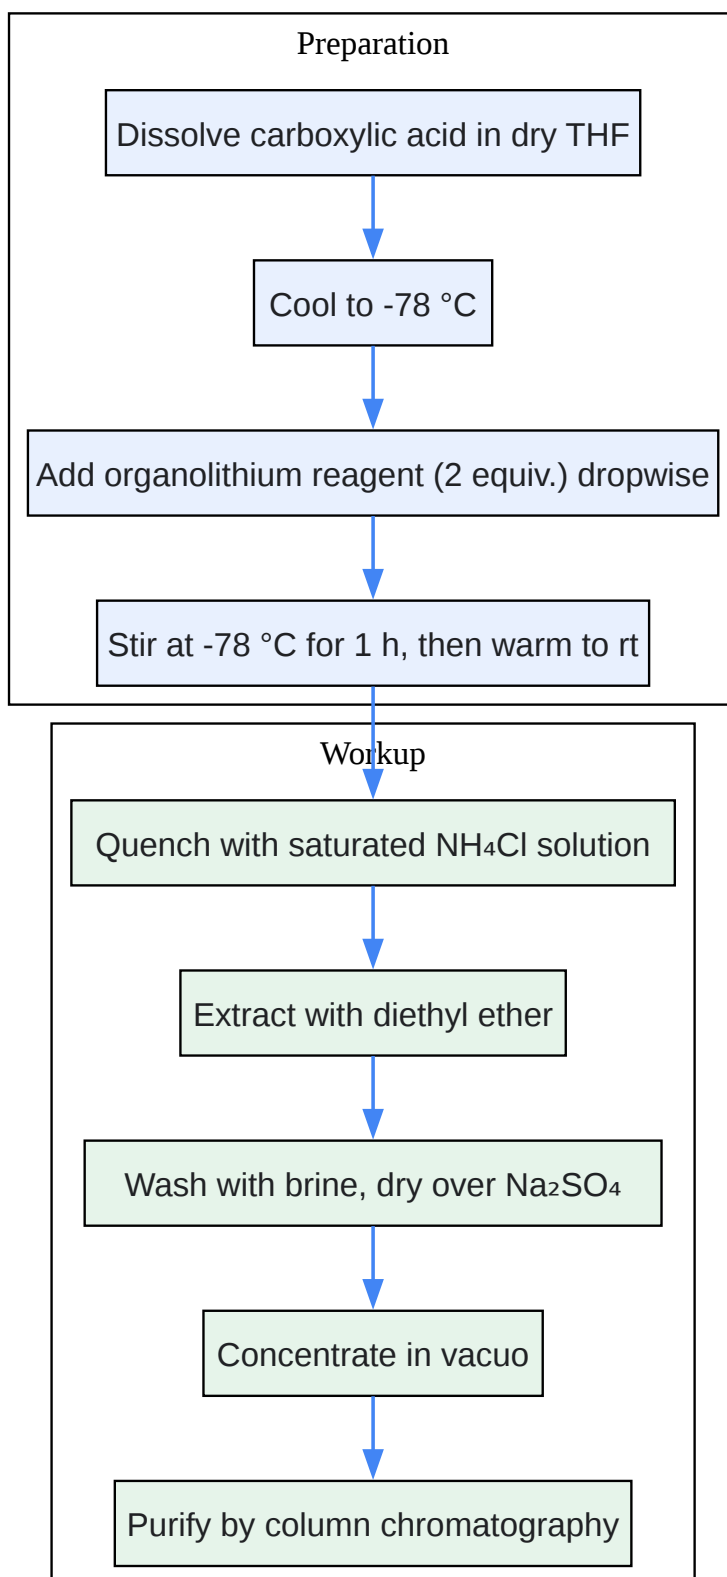 Preparation
Dissolve carboxylic acid in dry THF
Cool to -78 °C
Add organolithium reagent (2 equiv.) dropwise
Stir at -78 °C for 1 h, then warm to rt
Workup
Quench with saturated NH₄Cl solution
Extract with diethyl ether
Wash with brine, dry over Na₂SO₄
Concentrate in vacuo
Purify by column chromatography